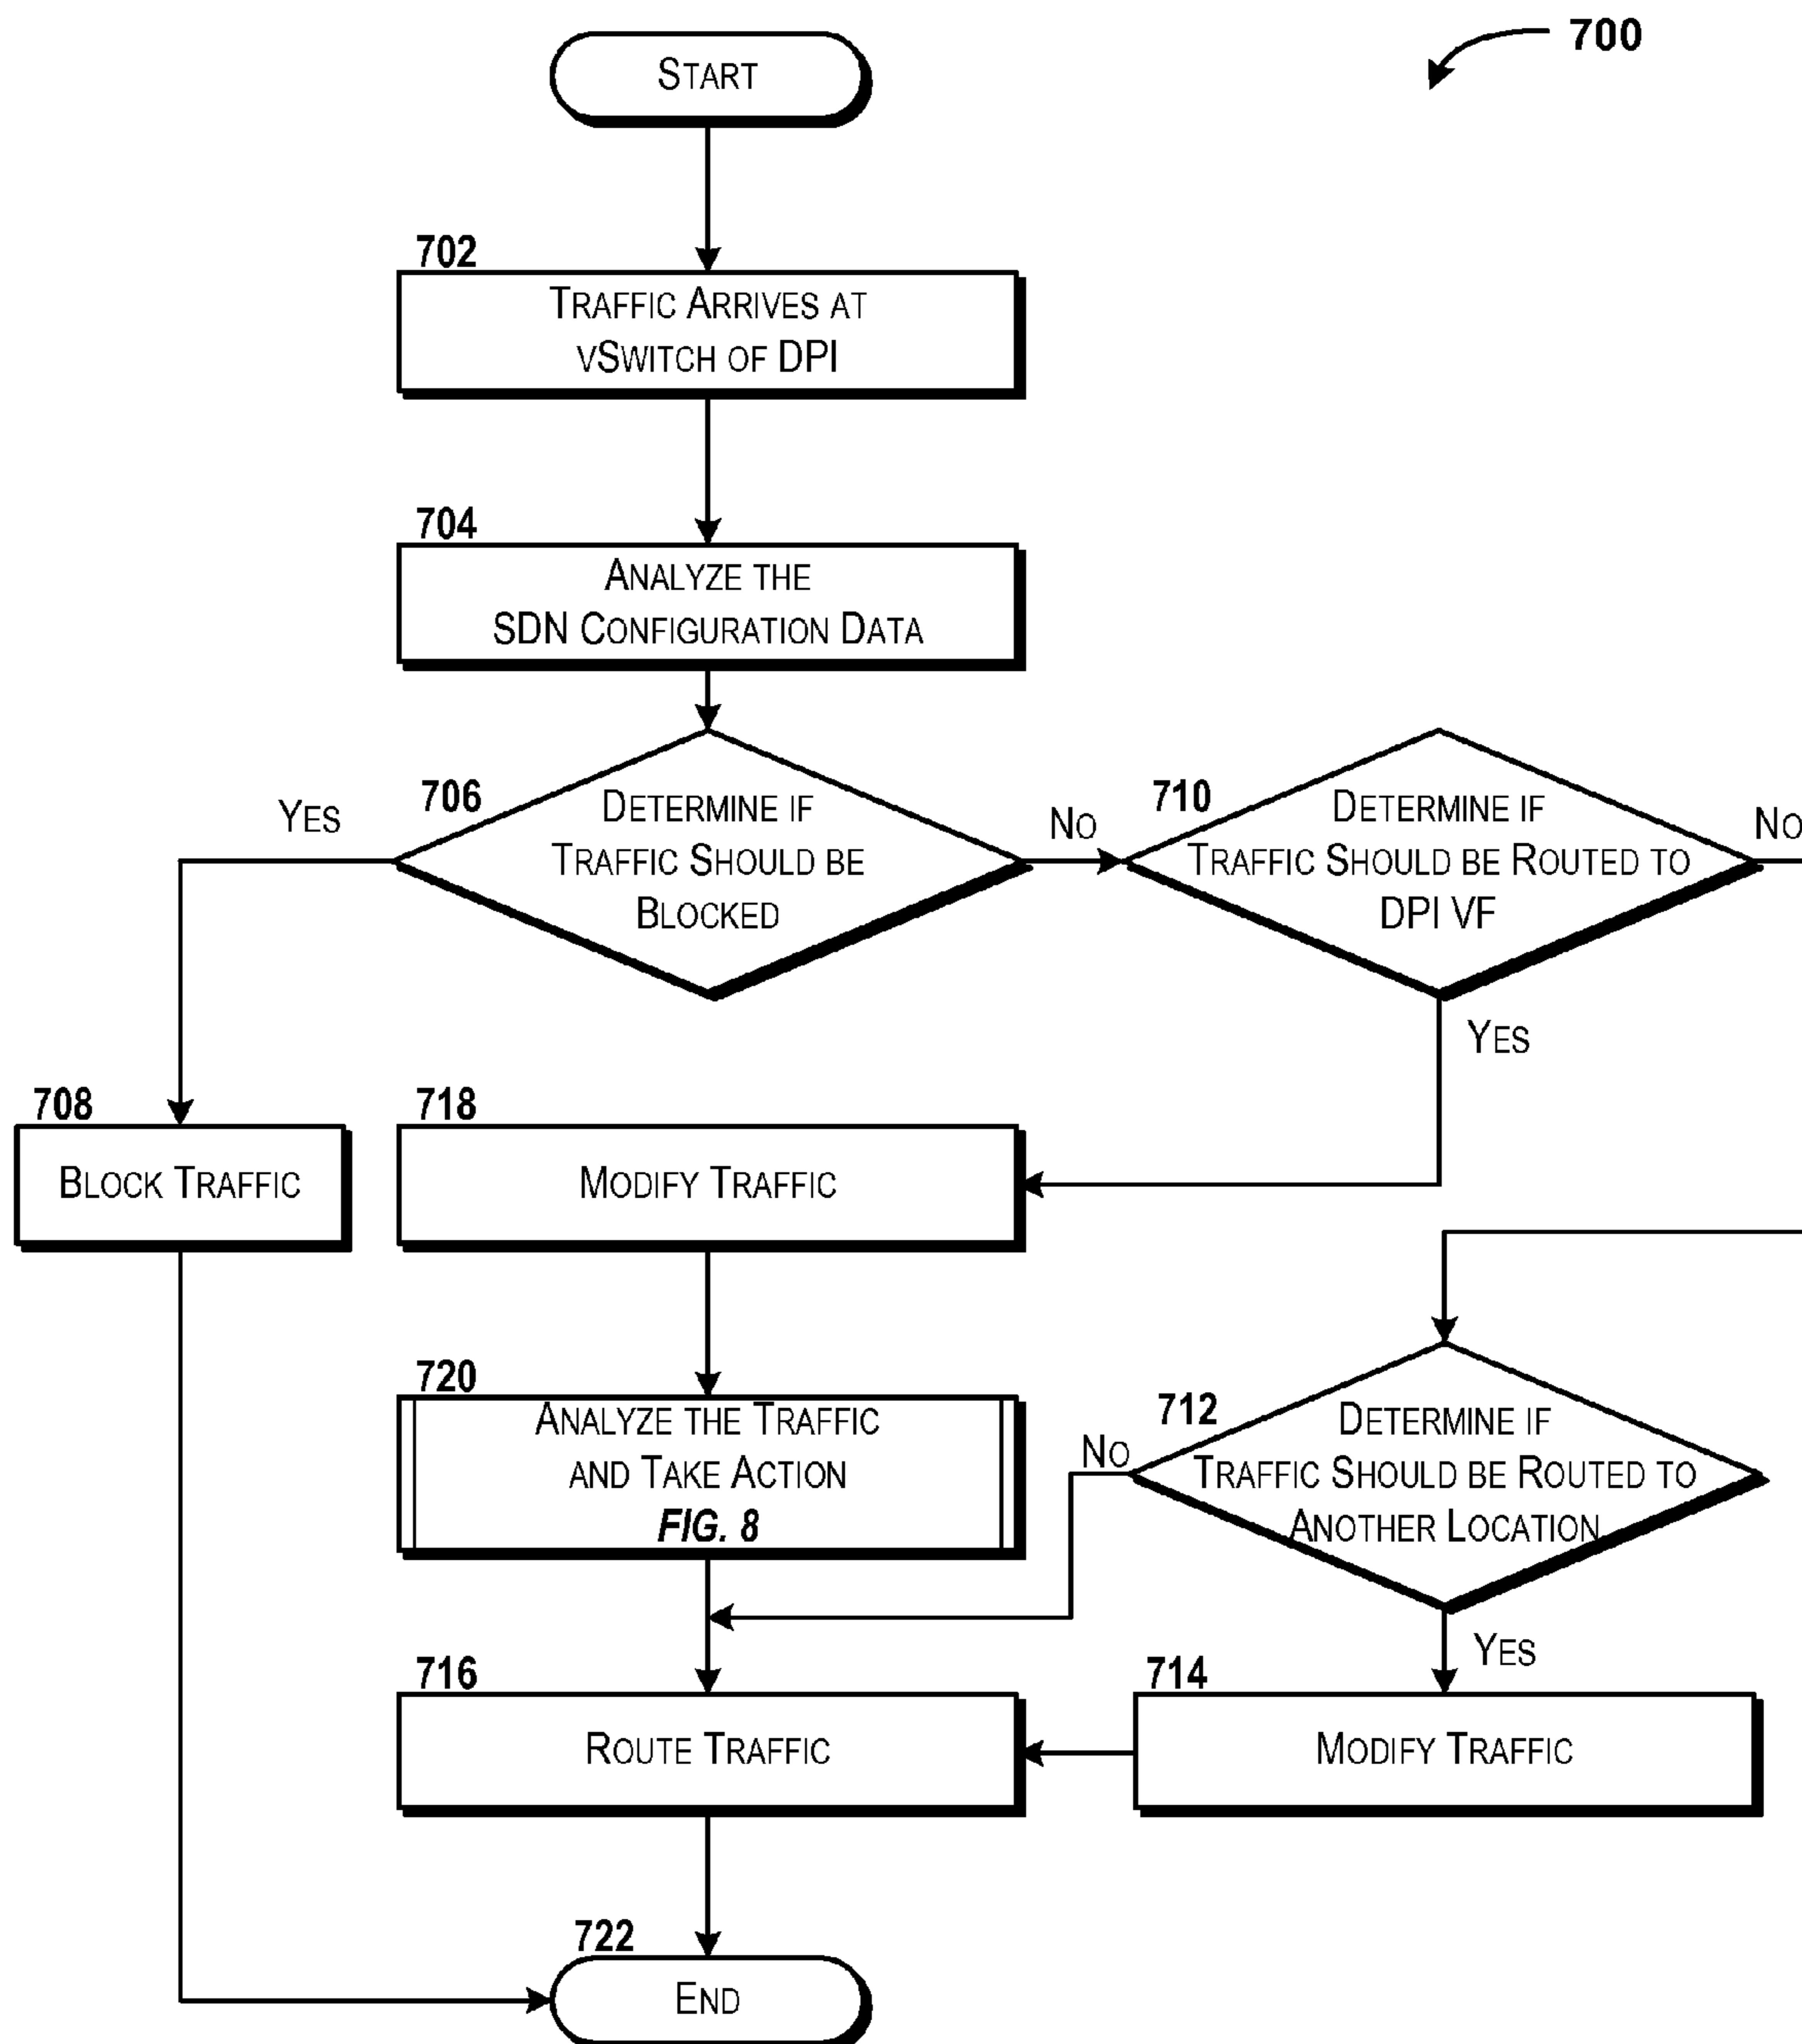 700
START
702
TRAFFIC ARRIVES AT
VSWITCH OF DPI
704
ANALYZE THE
SDN CONFIGURATION DATA
706
YES
DETERMINE IF
TRAFFIC SHOULD BE
BLOCKED
NO
710
DETERMINE IF
TRAFFIC SHOULD BE ROUTED TO
DPI VF
NO
YES
708
BLOCK TRAFFIC
718
MODIFY TRAFFIC
720
ANALYZE THE TRAFFIC
AND TAKE ACTION
FIG. 8
712
NO
DETERMINE IF
TRAFFIC SHOULD BE ROUTED TO
ANOTHER LOCATION
YES
716
ROUTE TRAFFIC
714
MODIFY TRAFFIC
722
END